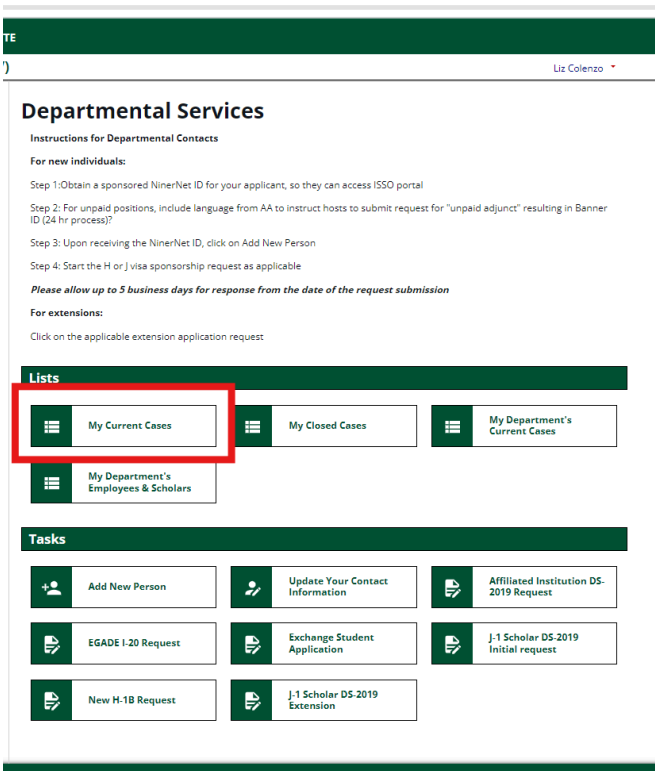 TE
')
Liz Colenzo
Departmental Services
Instructions for Departmental Contacts
For new individuals:
Step 1:Obtain a sponsored NinerNet ID for your applicant, so they can access ISSO portal
Step 2: For unpaid positions, include language from AA to instruct hosts to submit request for "unpaid adjunct" resulting in Banner
ID (24 hr process)?
Step 3: Upon receiving the NinerNet ID, click on Add New Person
Step 4: Start the H or J visa sponsorship request as applicable
Please allow up to 5 business days for response from the date of the request submission
For extensions:
Click on the applicable extension application request
Lists
My Current Cases
My Closed Cases
My Department's
Current Cases
My Department's
Employees & Scholars
Tasks
Add New Person
Update Your Contact
Information
Affiliated Institution DS-
2019 Request
EGADE I-20 Request
Exchange Student
Application
J-1 Scholar DS-2019
Initial request
New H-1B Request
J-1 Scholar DS-2019
Extension